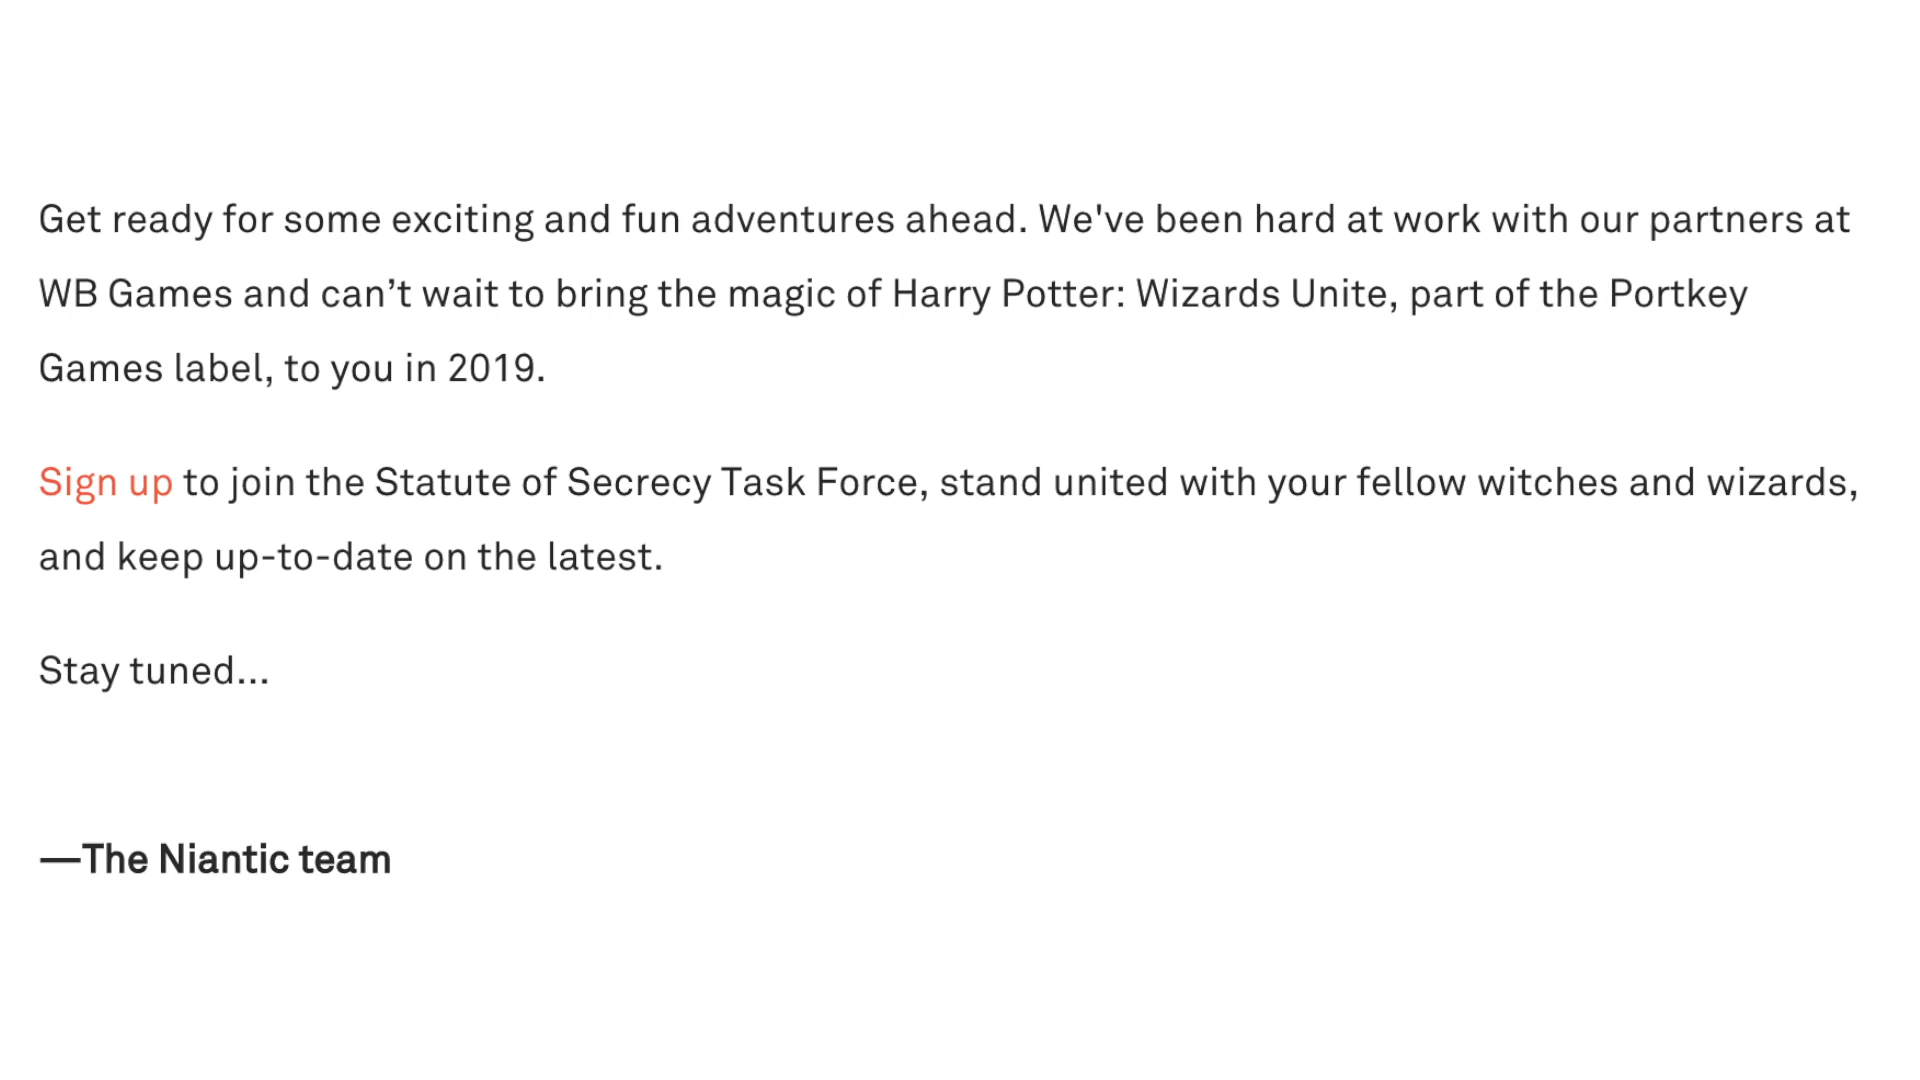 Get ready for some exciting and fun adventures ahead. We've been hard at work with our partners at
WB Games and can’t wait to bring the magic of Harry Potter: Wizards Unite, part of the Portkey
Games label, to you in 2019.
Sign up to join the Statute of Secrecy Task Force, stand united with your fellow witches and wizards,
and keep up-to-date on the latest.
Stay tuned...
—The Niantic team